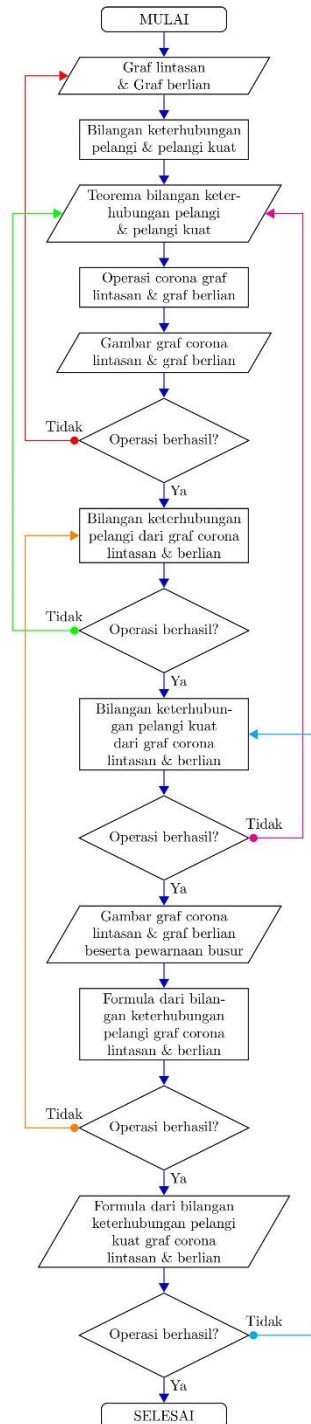 MULAI
Graf lintasan
& Graf berlian
Bilangan keterhubungan
pelangi & pelangi kuat
Teorema bilangan keter-
hubungan pelangi
& pelangi kuat
Operasi corona graf
lintasan & graf berlian
Gambar graf corona
lintasan & graf berlian
Tidak
Operasi berhasil?
Ya
Bilangan keterhubungan
pelangi dari graf corona
lintasan & berlian
Tidak
Operasi berhasil?
Ya
Bilangan keterhubun-
gan pelangi kuat
dari graf corona
lintasan & berlian
Operasi berhasil?
Tidak
Ya
Gambar graf corona
lintasan & graf berlian
beserta pewarnaan busur
Formula dari bilan-
gan keterhubungan
pelangi graf corona
lintasan & berlian
Tidak
Operasi berhasil?
Ya
Formula dari bilangan
keterhubungan pelangi
kuat graf corona
lintasan & berlian
Operasi berhasil?
Tidak
Ya
SELESAI